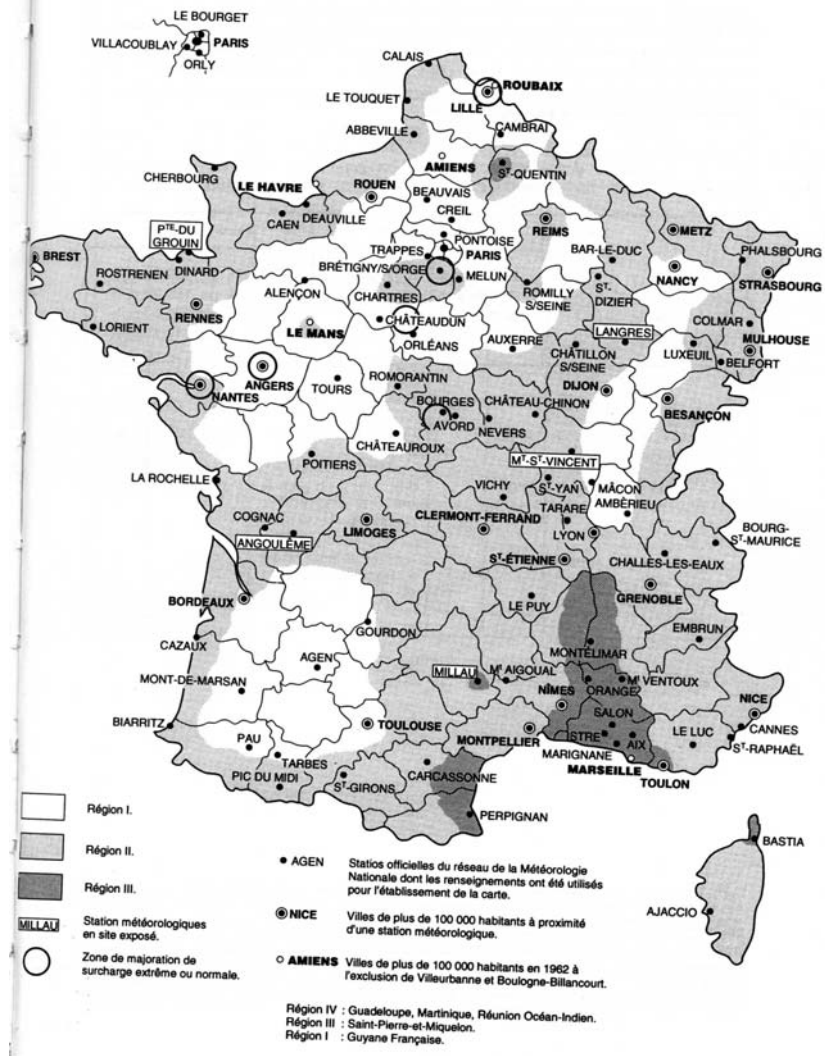 LE BOURGET
VILLACOUBLAY
PARIS
ORLY
CALAIS
ROUBAIX
LE TOUQUET
LILLE
ABBEVILLE
CAMBRAI
AMIENS
CHERBOURG
Sᵀ-QUENTIN
LE HAVRE
ROUEN
BEAUVAIS
CREIL
DEAUVILLE
CAEN
REIMS
METZ
Pᵀᴱ-DU
GROUIN
PONTOISE
PHALSBOURG
BREST
TRAPPES
PARIS
BAR-LE-DUC
ROSTRENEN
DINARD
BRÉTIGNY/S/ORGE
MELUN
NANCY
STRASBOURG
ALENÇON
CHARTRES
ROMILLY
S/SEINE
Sᵀ-
DIZIER
RENNES
CHÂTEAUDUN
LANGRES
COLMAR
LORIENT
LE MANS
ORLÉANS
AUXERRE
CHÂTILLON
S/SEINE
MULHOUSE
LUXEUIL
BELFORT
ANGERS
ROMORANTIN
DIJON
NANTES
TOURS
BOURGES
CHÂTEAU-CHINON
BESANÇON
AVORD
NEVERS
CHÂTEAUROUX
POITIERS
Mᵀ-Sᵀ-VINCENT
LA ROCHELLE
VICHY
Sᵀ-YAN
MÂCON
AMBÈRIEU
COGNAC
LIMOGES
CLERMONT-FERRAND
TARARE
BOURG-
Sᵀ-MAURICE
ANGOULÊME
LYON
Sᵀ-ÉTIENNE
CHALLES-LES-EAUX
BORDEAUX
LE PUY
GRENOBLE
GOURDON
EMBRUN
CAZAUX
MONTÉLIMAR
AGEN
MILLAU
Mᵗ AIGOUAL
Mᵗ VENTOUX
MONT-DE-MARSAN
ORANGE
NÎMES
NICE
BIARRITZ
TOULOUSE
SALON
CANNES
PAU
MONTPELLIER
STRE
AIX
LE LUC
Sᵀ-RAPHAËL
TARBES
MARIGNANE
MARSEILLE
PIC DU MIDI
Sᵀ-GIRONS
CARCASSONNE
TOULON
PERPIGNAN
BASTIA
AJACCIO
Région I.
Région II.
Région III.
MILLAU Station météorologiques
en site exposé.
Zone de majoration de
surcharge extrême ou normale.
AGEN Statios officielles du réseau de la Météorologie
Nationale dont les renseignements ont été utilisés
pour l'établissement de la carte.
NICE Villes de plus de 100 000 habitants à proximité
d'une station météorologique.
AMIENS Villes de plus de 100 000 habitants en 1962 à
l'exclusion de Villeurbanne et Boulogne-Billancourt.
Région IV : Guadeloupe, Martinique, Réunion Océan-Indien.
Région III : Saint-Pierre-et-Miquelon.
Région I : Guyane Française.